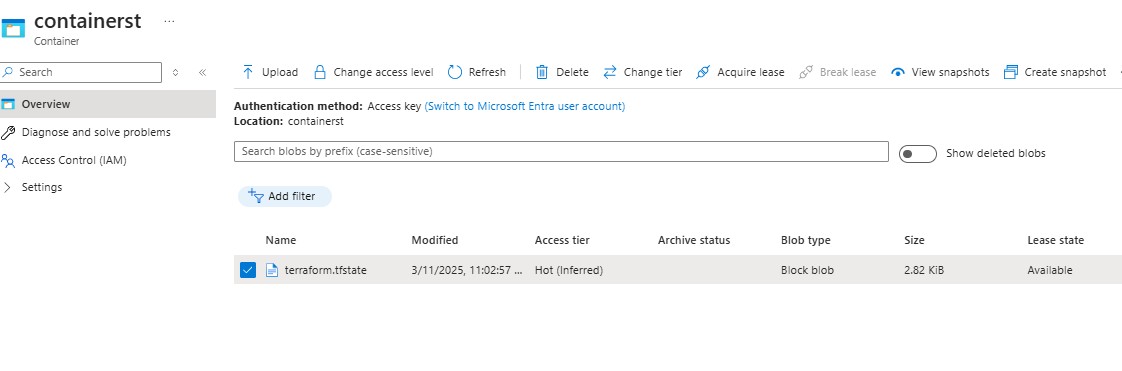 containerst ...
Container
Search
Upload Change access level Refresh Delete Change tier Acquire lease Break lease View snapshots Create snapshot
Overview
Diagnose and solve problems
Access Control (IAM)
Settings
Authentication method: Access key (Switch to Microsoft Entra user account)
Location: containerst
Search blobs by prefix (case-sensitive)
Show deleted blobs
Add filter
Name Modified Access tier Archive status Blob type Size Lease state
terraform.tfstate 3/11/2025, 11:02:57 ... Hot (Inferred) Block blob 2.82 KiB Available